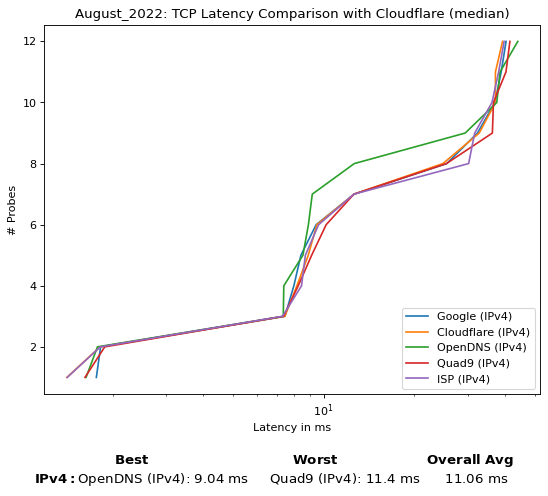 August_2022: TCP Latency Comparison with Cloudflare (median)
12
10
8
6
4
2
# Probes
Google (IPv4)
Cloudflare (IPv4)
OpenDNS (IPv4)
Quad9 (IPv4)
ISP (IPv4)
10^1
Latency in ms
Best Worst Overall Avg
IPv4: OpenDNS (IPv4): 9.04 ms Quad9 (IPv4): 11.4 ms 11.06 ms